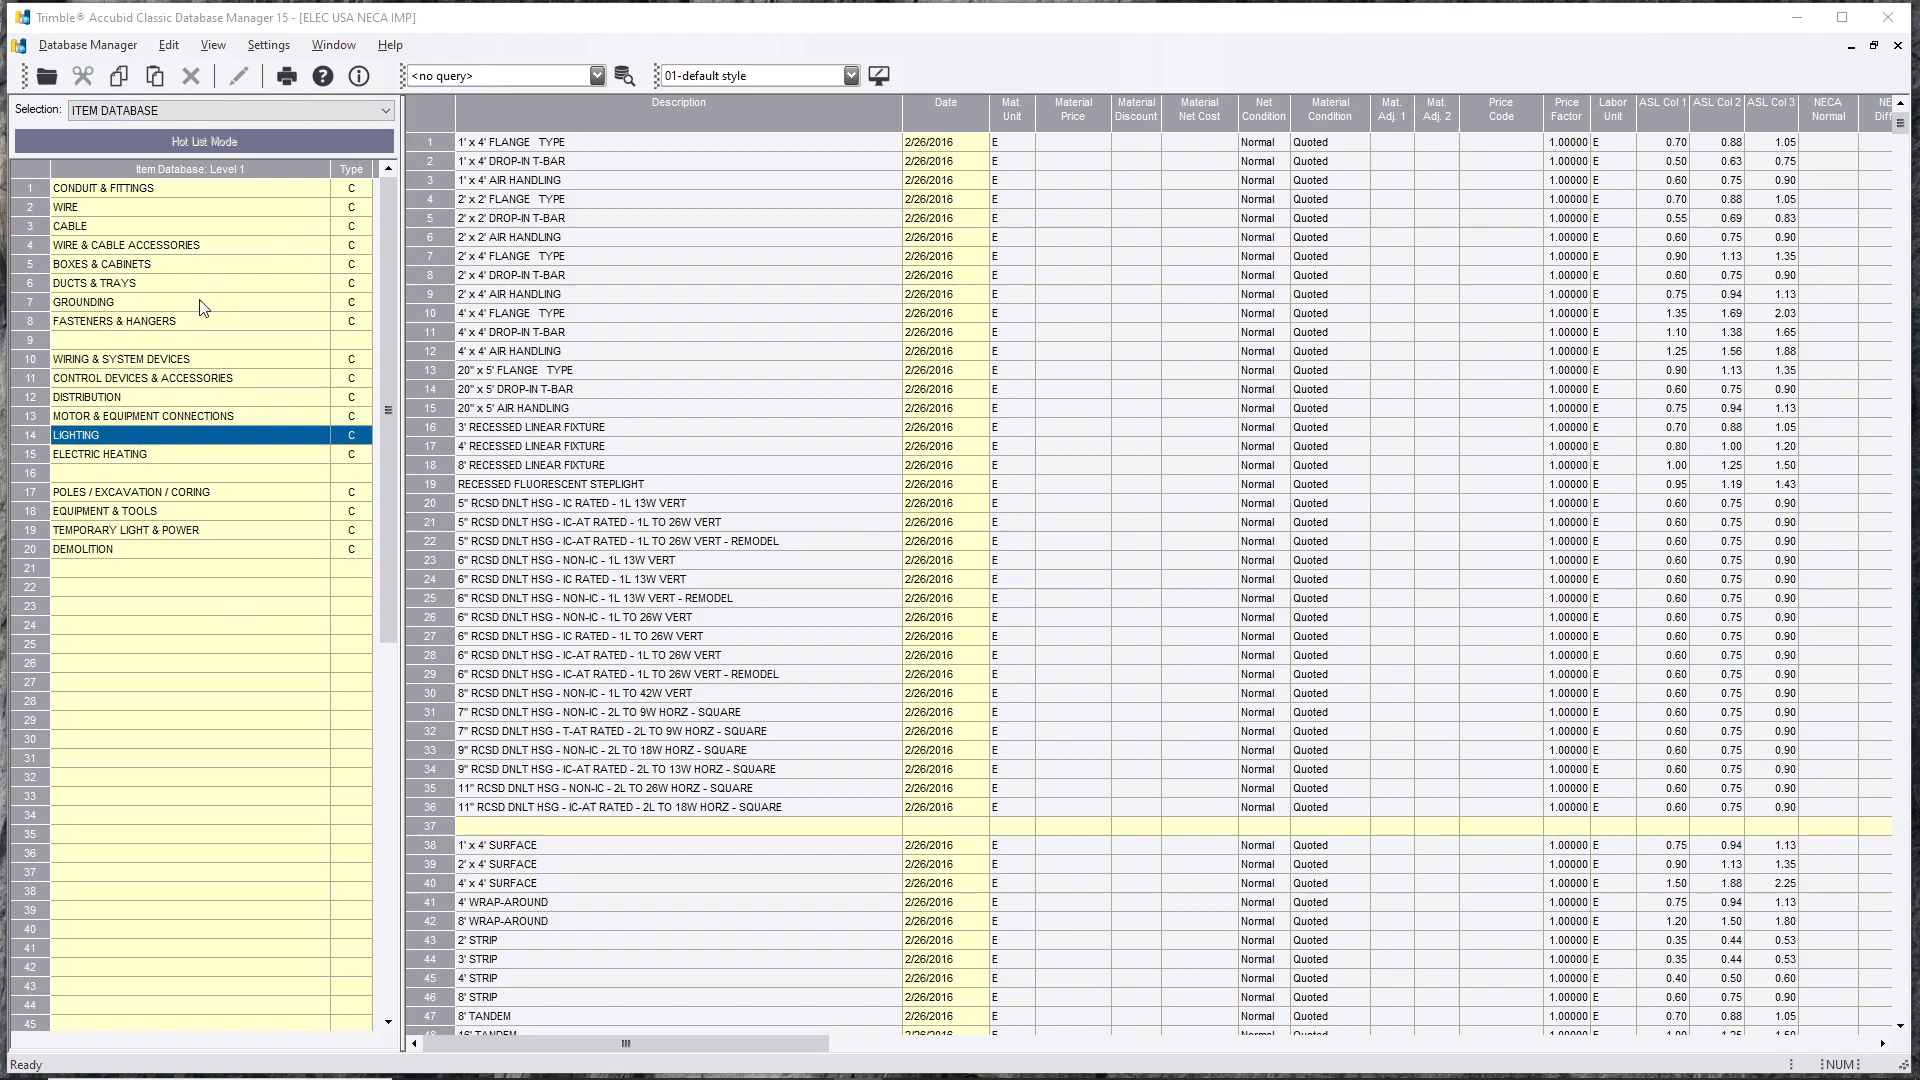 Trimble® Accubid Classic Database Manager 15 - [ELEC USA NECA IMP]
Database Manager Edit View Settings Window Help
<no query> 01-default style
Selection: ITEM DATABASE
Hot List Mode
Item Database: Level 1 Type
1 CONDUIT & FITTINGS C
2 WIRE C
3 CABLE C
4 WIRE & CABLE ACCESSORIES C
5 BOXES & CABINETS C
6 DUCTS & TRAYS C
7 GROUNDING C
8 FASTENERS & HANGERS C
9
10 WIRING & SYSTEM DEVICES C
11 CONTROL DEVICES & ACCESSORIES C
12 DISTRIBUTION C
13 MOTOR & EQUIPMENT CONNECTIONS C
14 LIGHTING C
15 ELECTRIC HEATING C
16
17 POLES / EXCAVATION / CORING C
18 EQUIPMENT & TOOLS C
19 TEMPORARY LIGHT & POWER C
20 DEMOLITION C
21
22
23
24
25
26
27
28
29
30
31
32
33
34
35
36
37
38
39
40
41
42
43
44
45
Description Date Mat. Unit Material Price Material Discount Material Net Cost Net Condition Material Condition Mat. Adj. 1 Mat. Adj. 2 Price Code Price Factor Labor Unit ASL Col 1 ASL Col 2 ASL Col 3 NECA Normal NE Diff
1 1' x 4' FLANGE TYPE 2/26/2016 E Normal Quoted 1.00000 E 0.70 0.88 1.05
2 1' x 4' DROP-IN T-BAR 2/26/2016 E Normal Quoted 1.00000 E 0.50 0.63 0.75
3 1' x 4' AIR HANDLING 2/26/2016 E Normal Quoted 1.00000 E 0.60 0.75 0.90
4 2' x 2' FLANGE TYPE 2/26/2016 E Normal Quoted 1.00000 E 0.70 0.88 1.05
5 2' x 2' DROP-IN T-BAR 2/26/2016 E Normal Quoted 1.00000 E 0.55 0.69 0.83
6 2' x 2' AIR HANDLING 2/26/2016 E Normal Quoted 1.00000 E 0.60 0.75 0.90
7 2' x 4' FLANGE TYPE 2/26/2016 E Normal Quoted 1.00000 E 0.90 1.13 1.35
8 2' x 4' DROP-IN T-BAR 2/26/2016 E Normal Quoted 1.00000 E 0.60 0.75 0.90
9 2' x 4' AIR HANDLING 2/26/2016 E Normal Quoted 1.00000 E 0.75 0.94 1.13
10 4' x 4' FLANGE TYPE 2/26/2016 E Normal Quoted 1.00000 E 1.35 1.69 2.03
11 4' x 4' DROP-IN T-BAR 2/26/2016 E Normal Quoted 1.00000 E 1.10 1.38 1.65
12 4' x 4' AIR HANDLING 2/26/2016 E Normal Quoted 1.00000 E 1.25 1.56 1.88
13 20" x 5' FLANGE TYPE 2/26/2016 E Normal Quoted 1.00000 E 0.90 1.13 1.35
14 20" x 5' DROP-IN T-BAR 2/26/2016 E Normal Quoted 1.00000 E 0.60 0.75 0.90
15 20" x 5' AIR HANDLING 2/26/2016 E Normal Quoted 1.00000 E 0.75 0.94 1.13
16 3' RECESSED LINEAR FIXTURE 2/26/2016 E Normal Quoted 1.00000 E 0.70 0.88 1.05
17 4' RECESSED LINEAR FIXTURE 2/26/2016 E Normal Quoted 1.00000 E 0.80 1.00 1.20
18 8' RECESSED LINEAR FIXTURE 2/26/2016 E Normal Quoted 1.00000 E 1.00 1.25 1.50
19 RECESSED FLUORESCENT STEPLIGHT 2/26/2016 E Normal Quoted 1.00000 E 0.95 1.19 1.43
20 5" RCSD DNLT HSG - IC RATED - 1L 13W VERT 2/26/2016 E Normal Quoted 1.00000 E 0.60 0.75 0.90
21 5" RCSD DNLT HSG - IC-AT RATED - 1L TO 26W VERT 2/26/2016 E Normal Quoted 1.00000 E 0.60 0.75 0.90
22 5" RCSD DNLT HSG - IC-AT RATED - 1L TO 26W VERT - REMODEL 2/26/2016 E Normal Quoted 1.00000 E 0.60 0.75 0.90
23 6" RCSD DNLT HSG - NON-IC - 1L 13W VERT 2/26/2016 E Normal Quoted 1.00000 E 0.60 0.75 0.90
24 6" RCSD DNLT HSG - IC RATED - 1L 13W VERT 2/26/2016 E Normal Quoted 1.00000 E 0.60 0.75 0.90
25 6" RCSD DNLT HSG - NON-IC - 1L 13W VERT - REMODEL 2/26/2016 E Normal Quoted 1.00000 E 0.60 0.75 0.90
26 6" RCSD DNLT HSG - NON-IC - 1L TO 26W VERT 2/26/2016 E Normal Quoted 1.00000 E 0.60 0.75 0.90
27 6" RCSD DNLT HSG - IC RATED - 1L TO 26W VERT 2/26/2016 E Normal Quoted 1.00000 E 0.60 0.75 0.90
28 6" RCSD DNLT HSG - IC-AT RATED - 1L TO 26W VERT 2/26/2016 E Normal Quoted 1.00000 E 0.60 0.75 0.90
29 6" RCSD DNLT HSG - IC-AT RATED - 1L TO 26W VERT - REMODEL 2/26/2016 E Normal Quoted 1.00000 E 0.60 0.75 0.90
30 8" RCSD DNLT HSG - NON-IC - 1L TO 42W VERT 2/26/2016 E Normal Quoted 1.00000 E 0.60 0.75 0.90
31 7" RCSD DNLT HSG - NON-IC - 2L TO 9W HORZ - SQUARE 2/26/2016 E Normal Quoted 1.00000 E 0.60 0.75 0.90
32 7" RCSD DNLT HSG - T-AT RATED - 2L TO 9W HORZ - SQUARE 2/26/2016 E Normal Quoted 1.00000 E 0.60 0.75 0.90
33 9" RCSD DNLT HSG - NON-IC - 2L TO 18W HORZ - SQUARE 2/26/2016 E Normal Quoted 1.00000 E 0.60 0.75 0.90
34 9" RCSD DNLT HSG - IC-AT RATED - 2L TO 13W HORZ - SQUARE 2/26/2016 E Normal Quoted 1.00000 E 0.60 0.75 0.90
35 11" RCSD DNLT HSG - NON-IC - 2L TO 26W HORZ - SQUARE 2/26/2016 E Normal Quoted 1.00000 E 0.60 0.75 0.90
36 11" RCSD DNLT HSG - IC-AT RATED - 2L TO 18W HORZ - SQUARE 2/26/2016 E Normal Quoted 1.00000 E 0.60 0.75 0.90
37
38 1' x 4' SURFACE 2/26/2016 E Normal Quoted 1.00000 E 0.75 0.94 1.13
39 2' x 4' SURFACE 2/26/2016 E Normal Quoted 1.00000 E 0.90 1.13 1.35
40 4' x 4' SURFACE 2/26/2016 E Normal Quoted 1.00000 E 1.50 1.88 2.25
41 4' WRAP-AROUND 2/26/2016 E Normal Quoted 1.00000 E 0.75 0.94 1.13
42 8' WRAP-AROUND 2/26/2016 E Normal Quoted 1.00000 E 1.20 1.50 1.80
43 2' STRIP 2/26/2016 E Normal Quoted 1.00000 E 0.35 0.44 0.53
44 3' STRIP 2/26/2016 E Normal Quoted 1.00000 E 0.35 0.44 0.53
45 4' STRIP 2/26/2016 E Normal Quoted 1.00000 E 0.40 0.50 0.60
46 8' STRIP 2/26/2016 E Normal Quoted 1.00000 E 0.60 0.75 0.90
47 8' TANDEM 2/26/2016 E Normal Quoted 1.00000 E 0.70 0.88 1.05
48 16' TANDEM 2/26/2016 E Normal Quoted 1.00000 E 1.00 1.25 1.50
Ready NUM